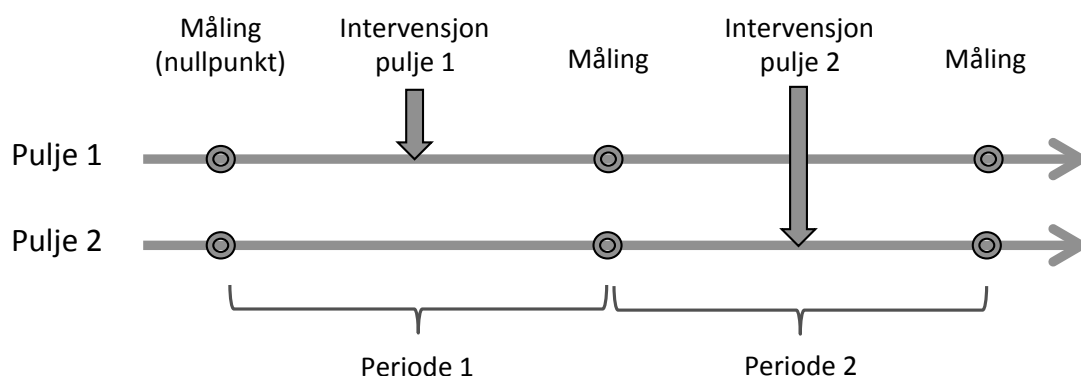 Måling
(nullpunkt)
Intervensjon
pulje 1
Måling
Intervensjon
pulje 2
Måling
Pulje 1
Pulje 2
Periode 1
Periode 2